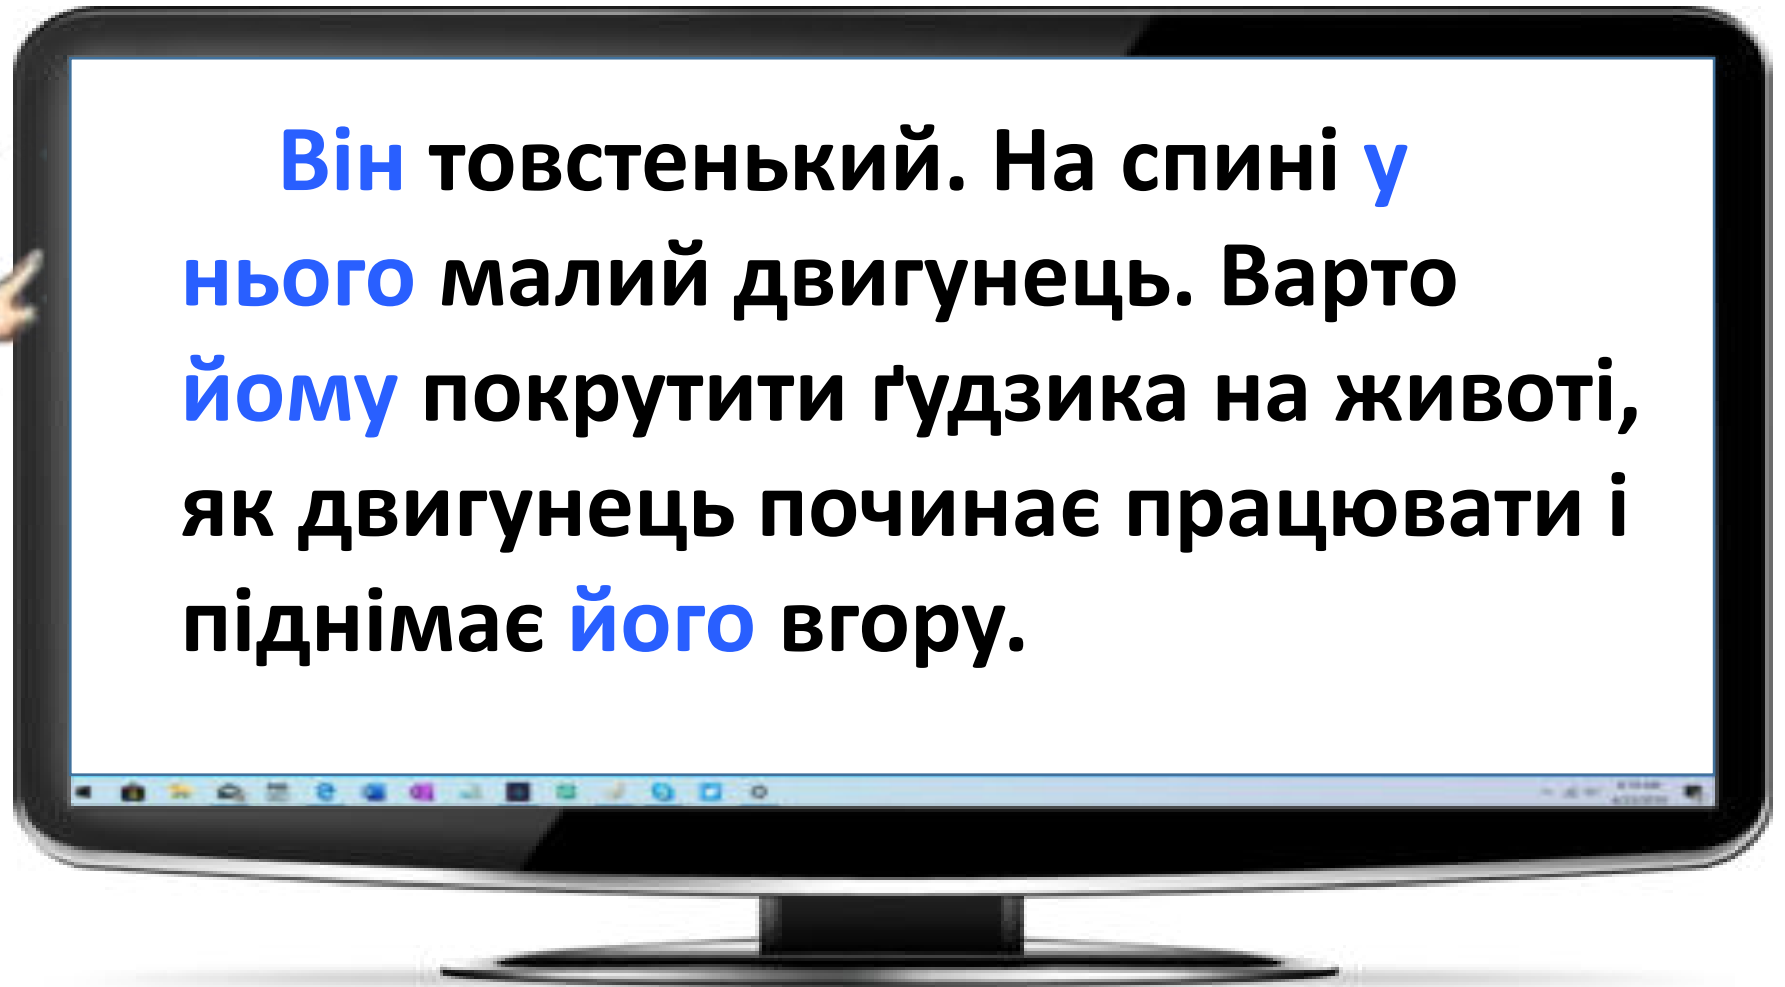 Він товстенький. На спині у
нього малий двигунець. Варто
йому покрутити ґудзика на животі,
як двигунець починає працювати і
піднімає його вгору.